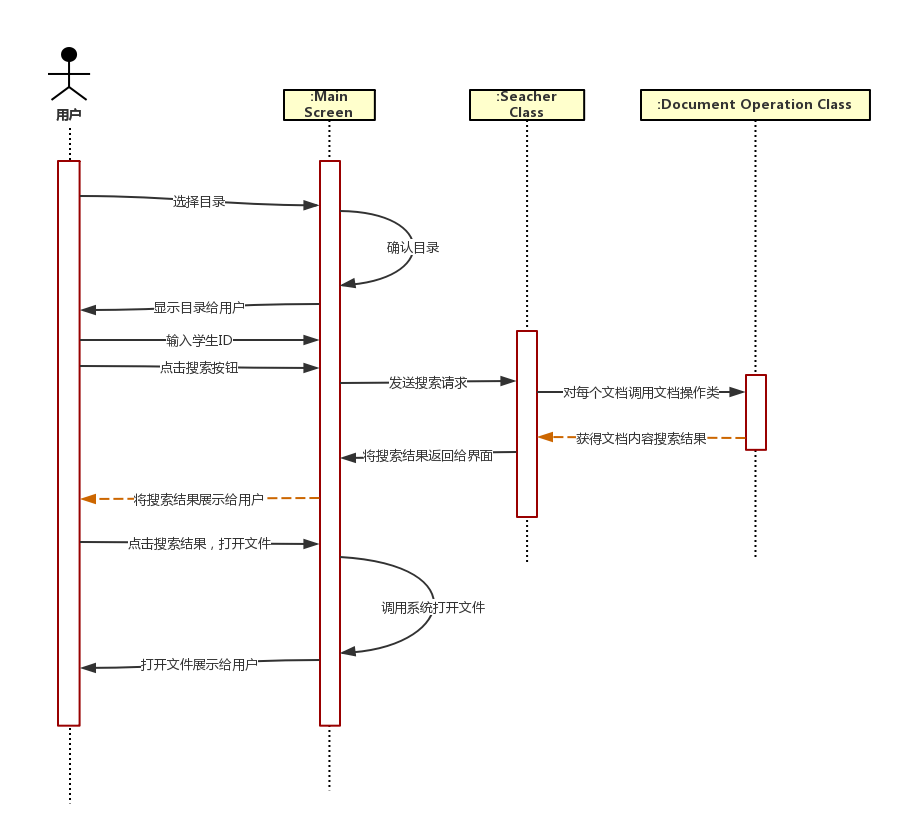 用户
:Main
Screen
:Seacher
Class
:Document Operation Class
选择目录
确认目录
显示目录给用户
输入学生ID
点击搜索按钮
发送搜索请求
对每个文档调用文档操作类
获得文档内容搜索结果
将搜索结果返回给界面
将搜索结果展示给用户
点击搜索结果，打开文件
调用系统打开文件
打开文件展示给用户